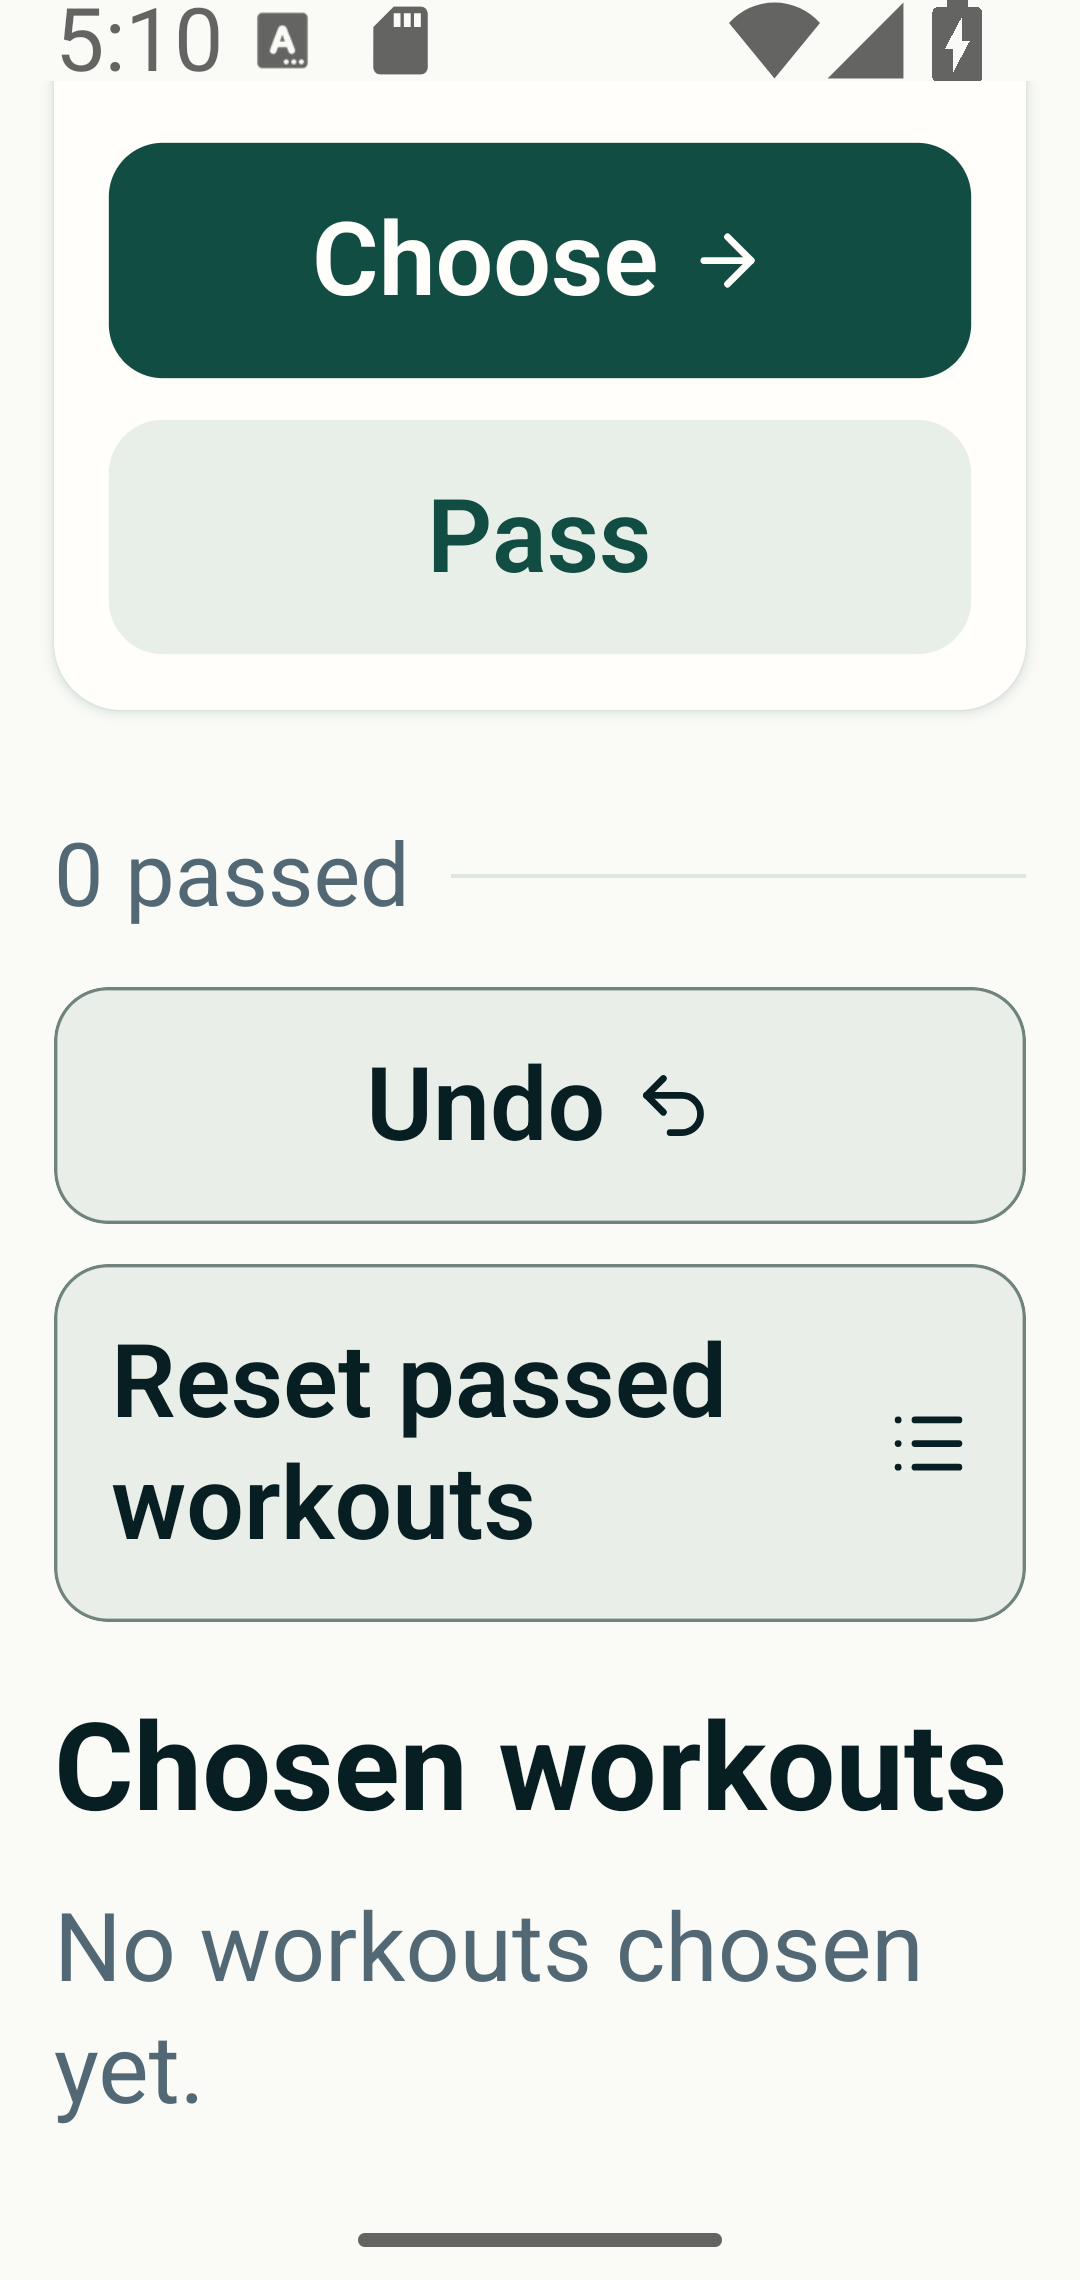 5:10
Choose
Pass
0 passed
Undo
Reset passed
workouts
Chosen workouts
No workouts chosen
yet.